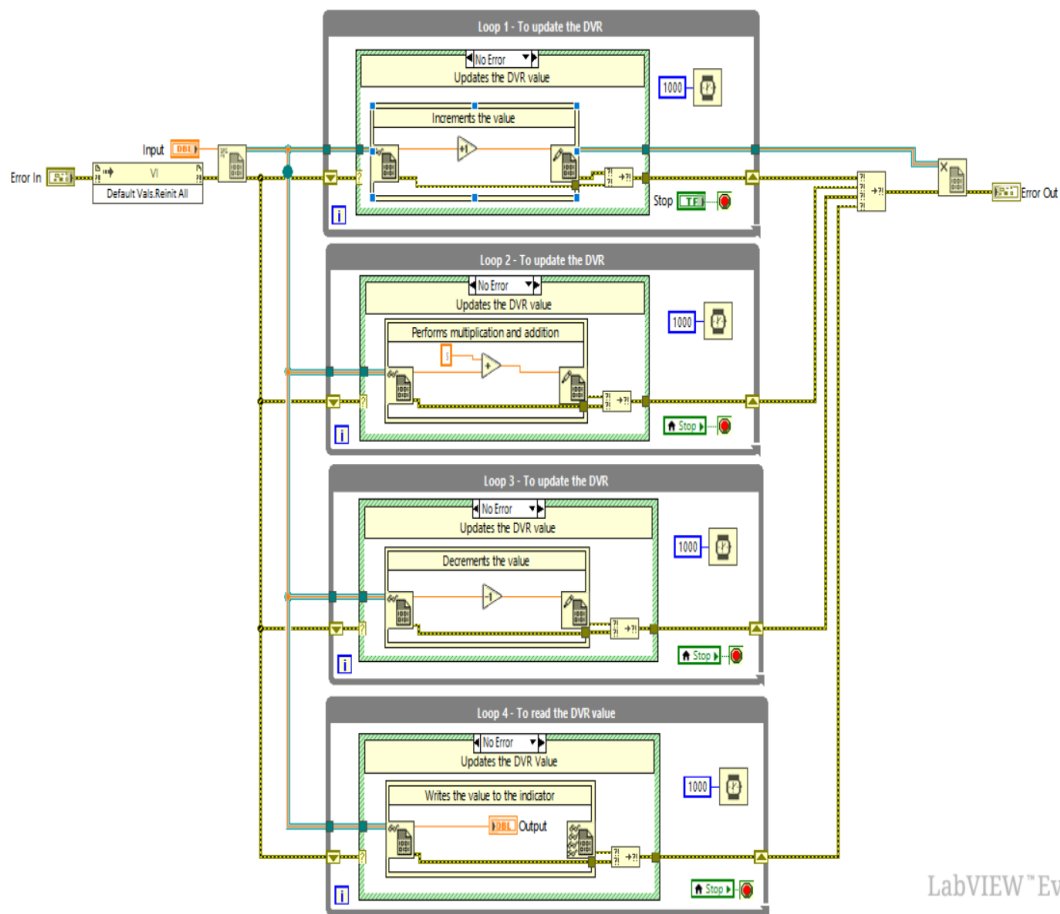 Loop 1 - To update the DVR
No Error
Updates the DVR value
1000
Increments the value
+1
Input
DBL
Error In
VI
Default Vals.Reinit All
Stop
TF
i
Error Out
Loop 2 - To update the DVR
No Error
Updates the DVR value
1000
Performs multiplication and addition
+
Stop
i
Loop 3 - To update the DVR
No Error
Updates the DVR value
1000
Decrements the value
-1
Stop
i
Loop 4 - To read the DVR value
No Error
Updates the DVR Value
1000
Writes the value to the indicator
DBL
Output
Stop
i
LabVIEW™ Ev